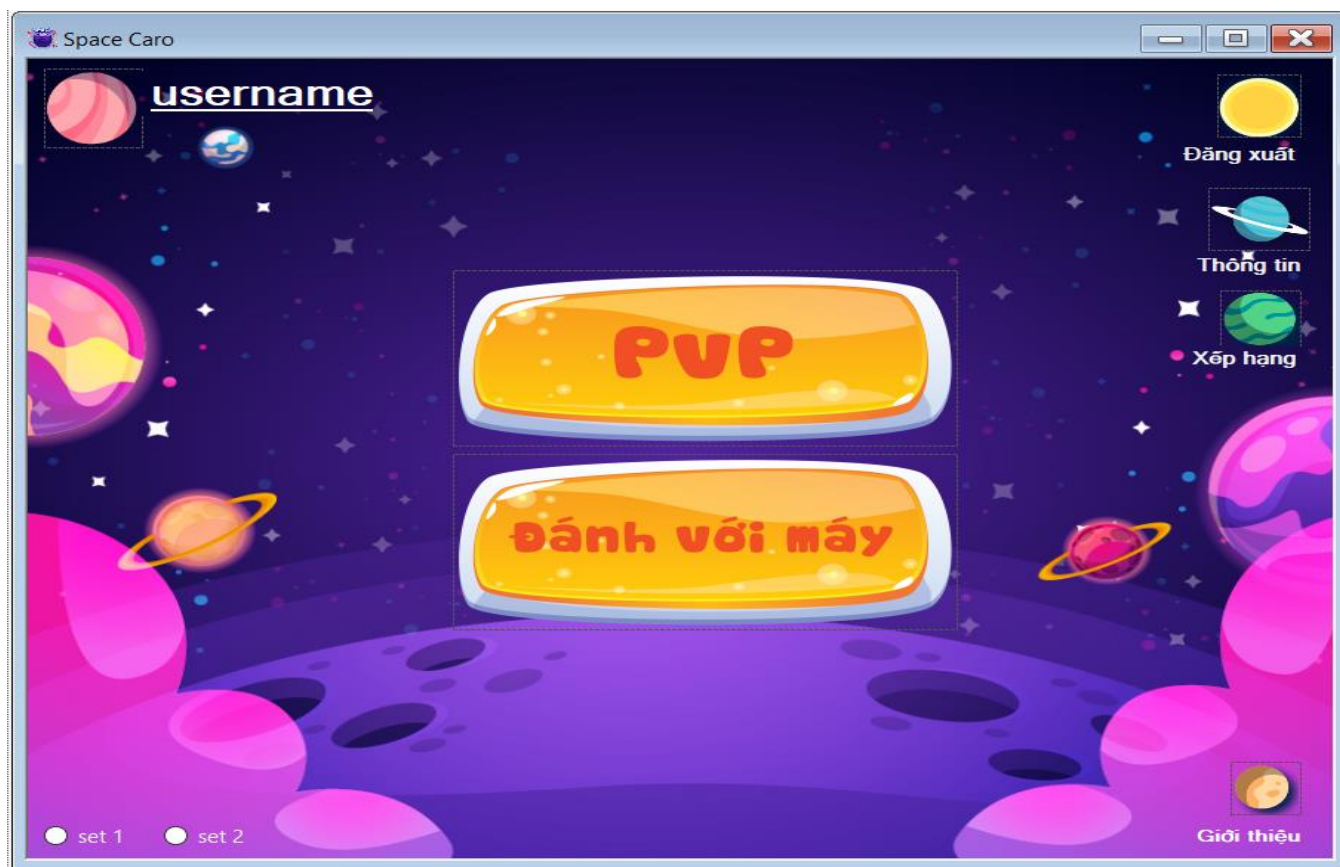 Space Caro
username
Đăng xuất
Thông tin
Xếp hạng
PVP
Đánh với máy
set 1
set 2
Giới thiệu